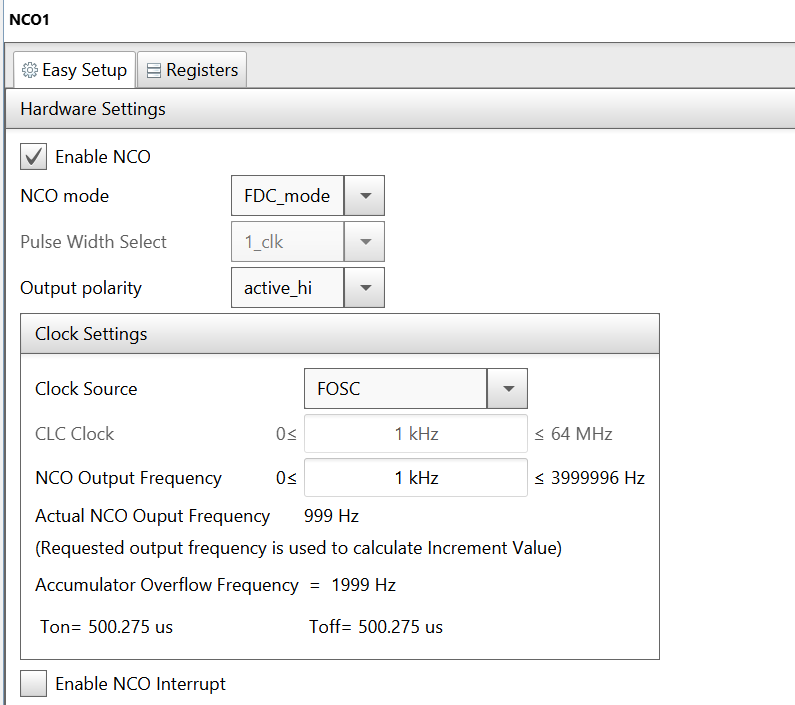 NCO1
Easy Setup Registers
Hardware Settings
Enable NCO
NCO mode FDC_mode
Pulse Width Select 1_clk
Output polarity active_hi
Clock Settings
Clock Source FOSC
CLC Clock 0≤ 1 kHz ≤ 64 MHz
NCO Output Frequency 0≤ 1 kHz ≤ 3999996 Hz
Actual NCO Ouput Frequency 999 Hz
(Requested output frequency is used to calculate Increment Value)
Accumulator Overflow Frequency = 1999 Hz
Ton= 500.275 us Toff= 500.275 us
Enable NCO Interrupt